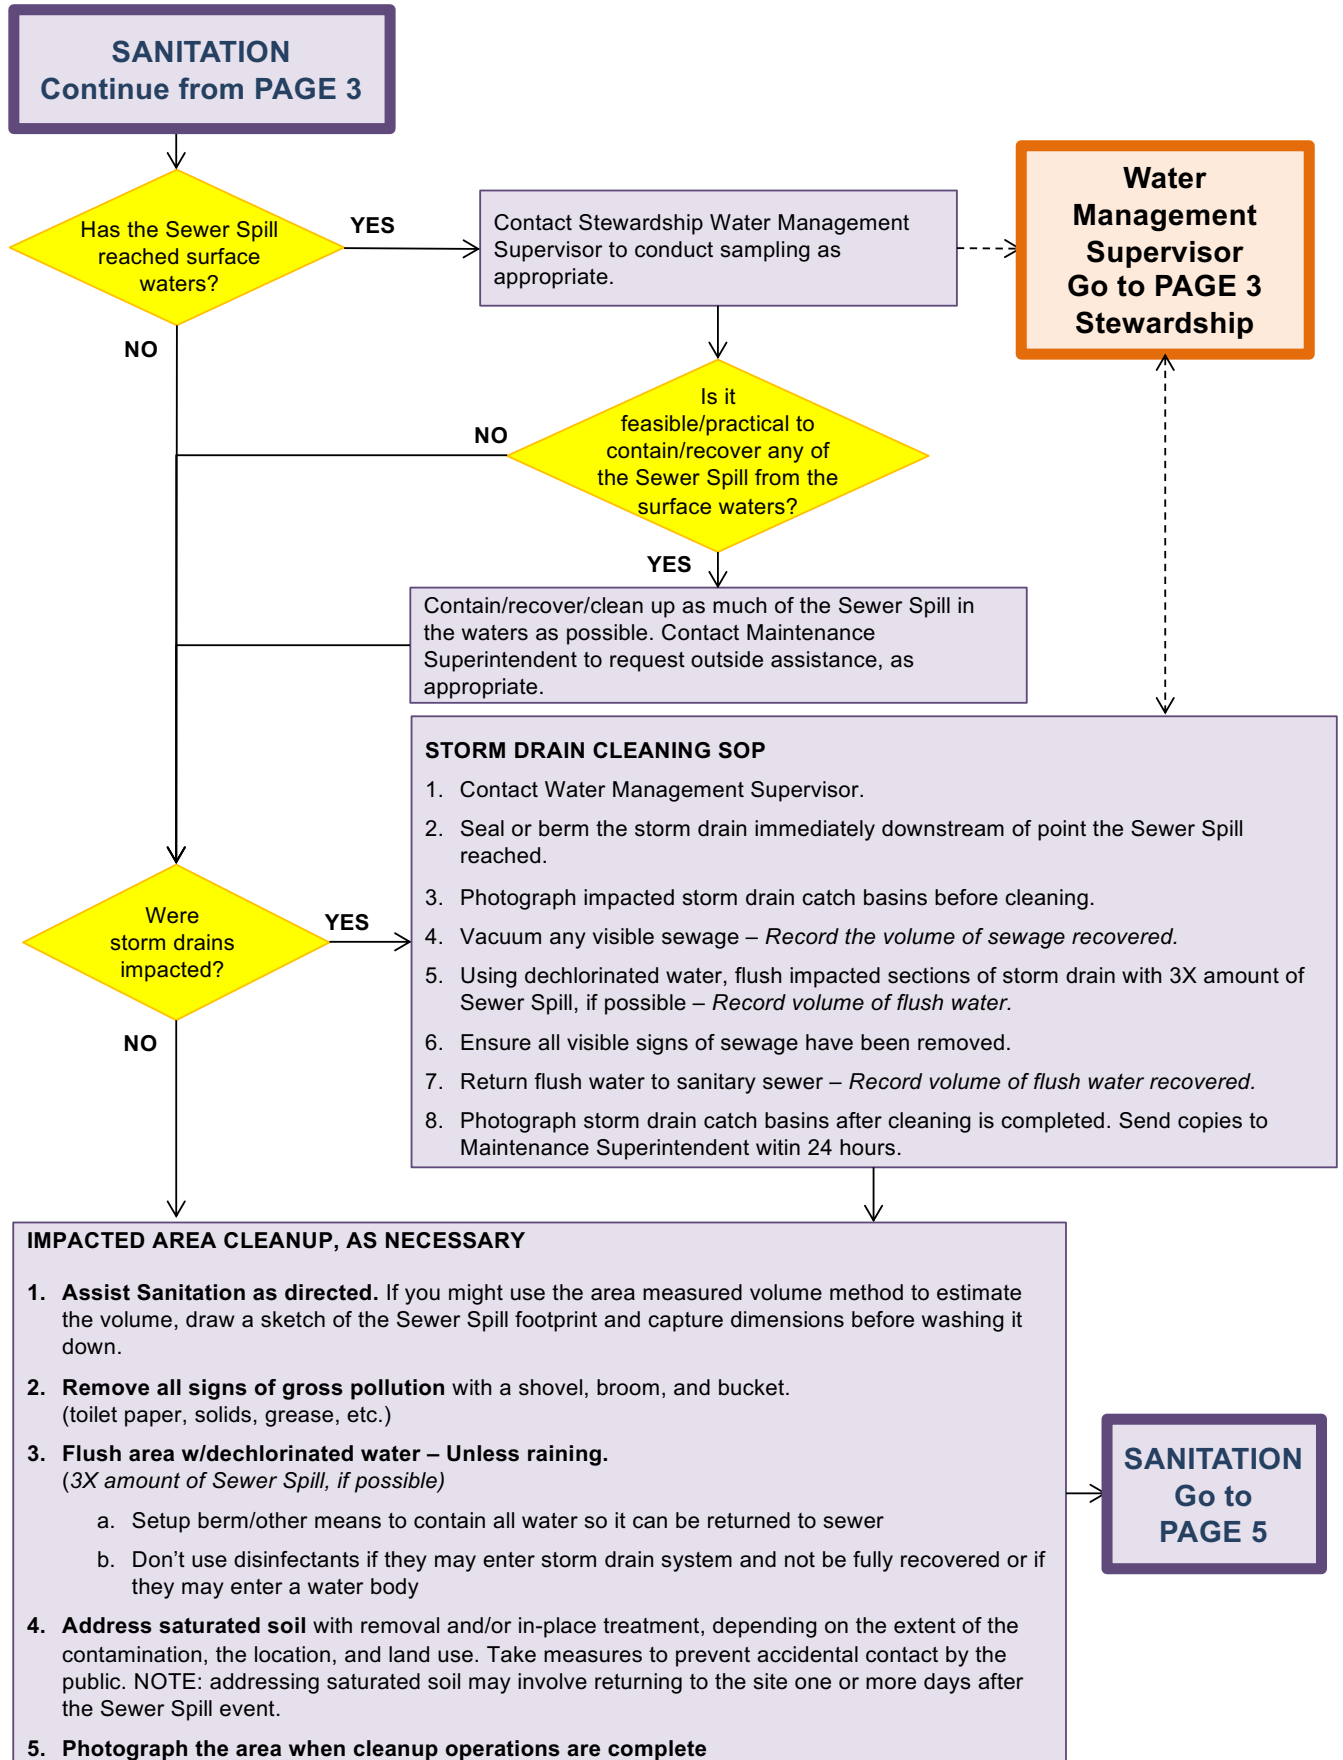 SANITATION
Continue from PAGE 3
Has the Sewer Spill
reached surface
waters?
YES
NO
Contact Stewardship Water Management
Supervisor to conduct sampling as
appropriate.
Water
Management
Supervisor
Go to PAGE 3
Stewardship
Is it
feasible/practical to
contain/recover any of
the Sewer Spill from the
surface waters?
NO
YES
Contain/recover/clean up as much of the Sewer Spill in
the waters as possible. Contact Maintenance
Superintendent to request outside assistance, as
appropriate.
Were
storm drains
impacted?
YES
NO
STORM DRAIN CLEANING SOP
1. Contact Water Management Supervisor.
2. Seal or berm the storm drain immediately downstream of point the Sewer Spill
reached.
3. Photograph impacted storm drain catch basins before cleaning.
4. Vacuum any visible sewage – Record the volume of sewage recovered.
5. Using dechlorinated water, flush impacted sections of storm drain with 3X amount of
Sewer Spill, if possible – Record volume of flush water.
6. Ensure all visible signs of sewage have been removed.
7. Return flush water to sanitary sewer – Record volume of flush water recovered.
8. Photograph storm drain catch basins after cleaning is completed. Send copies to
Maintenance Superintendent witin 24 hours.
IMPACTED AREA CLEANUP, AS NECESSARY
1. Assist Sanitation as directed. If you might use the area measured volume method to estimate
the volume, draw a sketch of the Sewer Spill footprint and capture dimensions before washing it
down.
2. Remove all signs of gross pollution with a shovel, broom, and bucket.
(toilet paper, solids, grease, etc.)
3. Flush area w/dechlorinated water – Unless raining.
(3X amount of Sewer Spill, if possible)
a. Setup berm/other means to contain all water so it can be returned to sewer
b. Don't use disinfectants if they may enter storm drain system and not be fully recovered or if
they may enter a water body
4. Address saturated soil with removal and/or in-place treatment, depending on the extent of the
contamination, the location, and land use. Take measures to prevent accidental contact by the
public. NOTE: addressing saturated soil may involve returning to the site one or more days after
the Sewer Spill event.
5. Photograph the area when cleanup operations are complete
SANITATION
Go to
PAGE 5